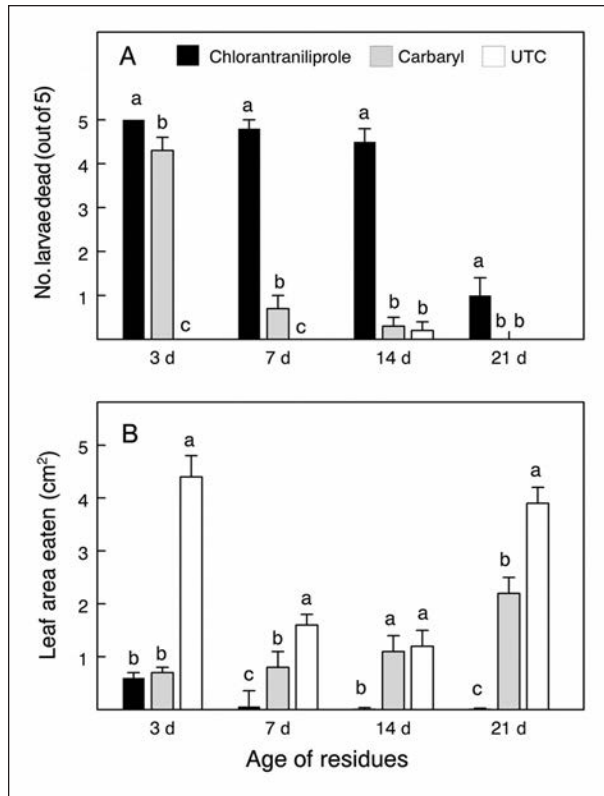 A
Chlorantraniliprole Carbaryl UTC
No. larvae dead (out of 5)
5
4
3
2
1
a b c
a b c
a b b
a b b
3 d 7 d 14 d 21 d
B
Leaf area eaten (cm²)
5
4
3
2
1
b b a
c b a
b a a
c b a
3 d 7 d 14 d 21 d
Age of residues